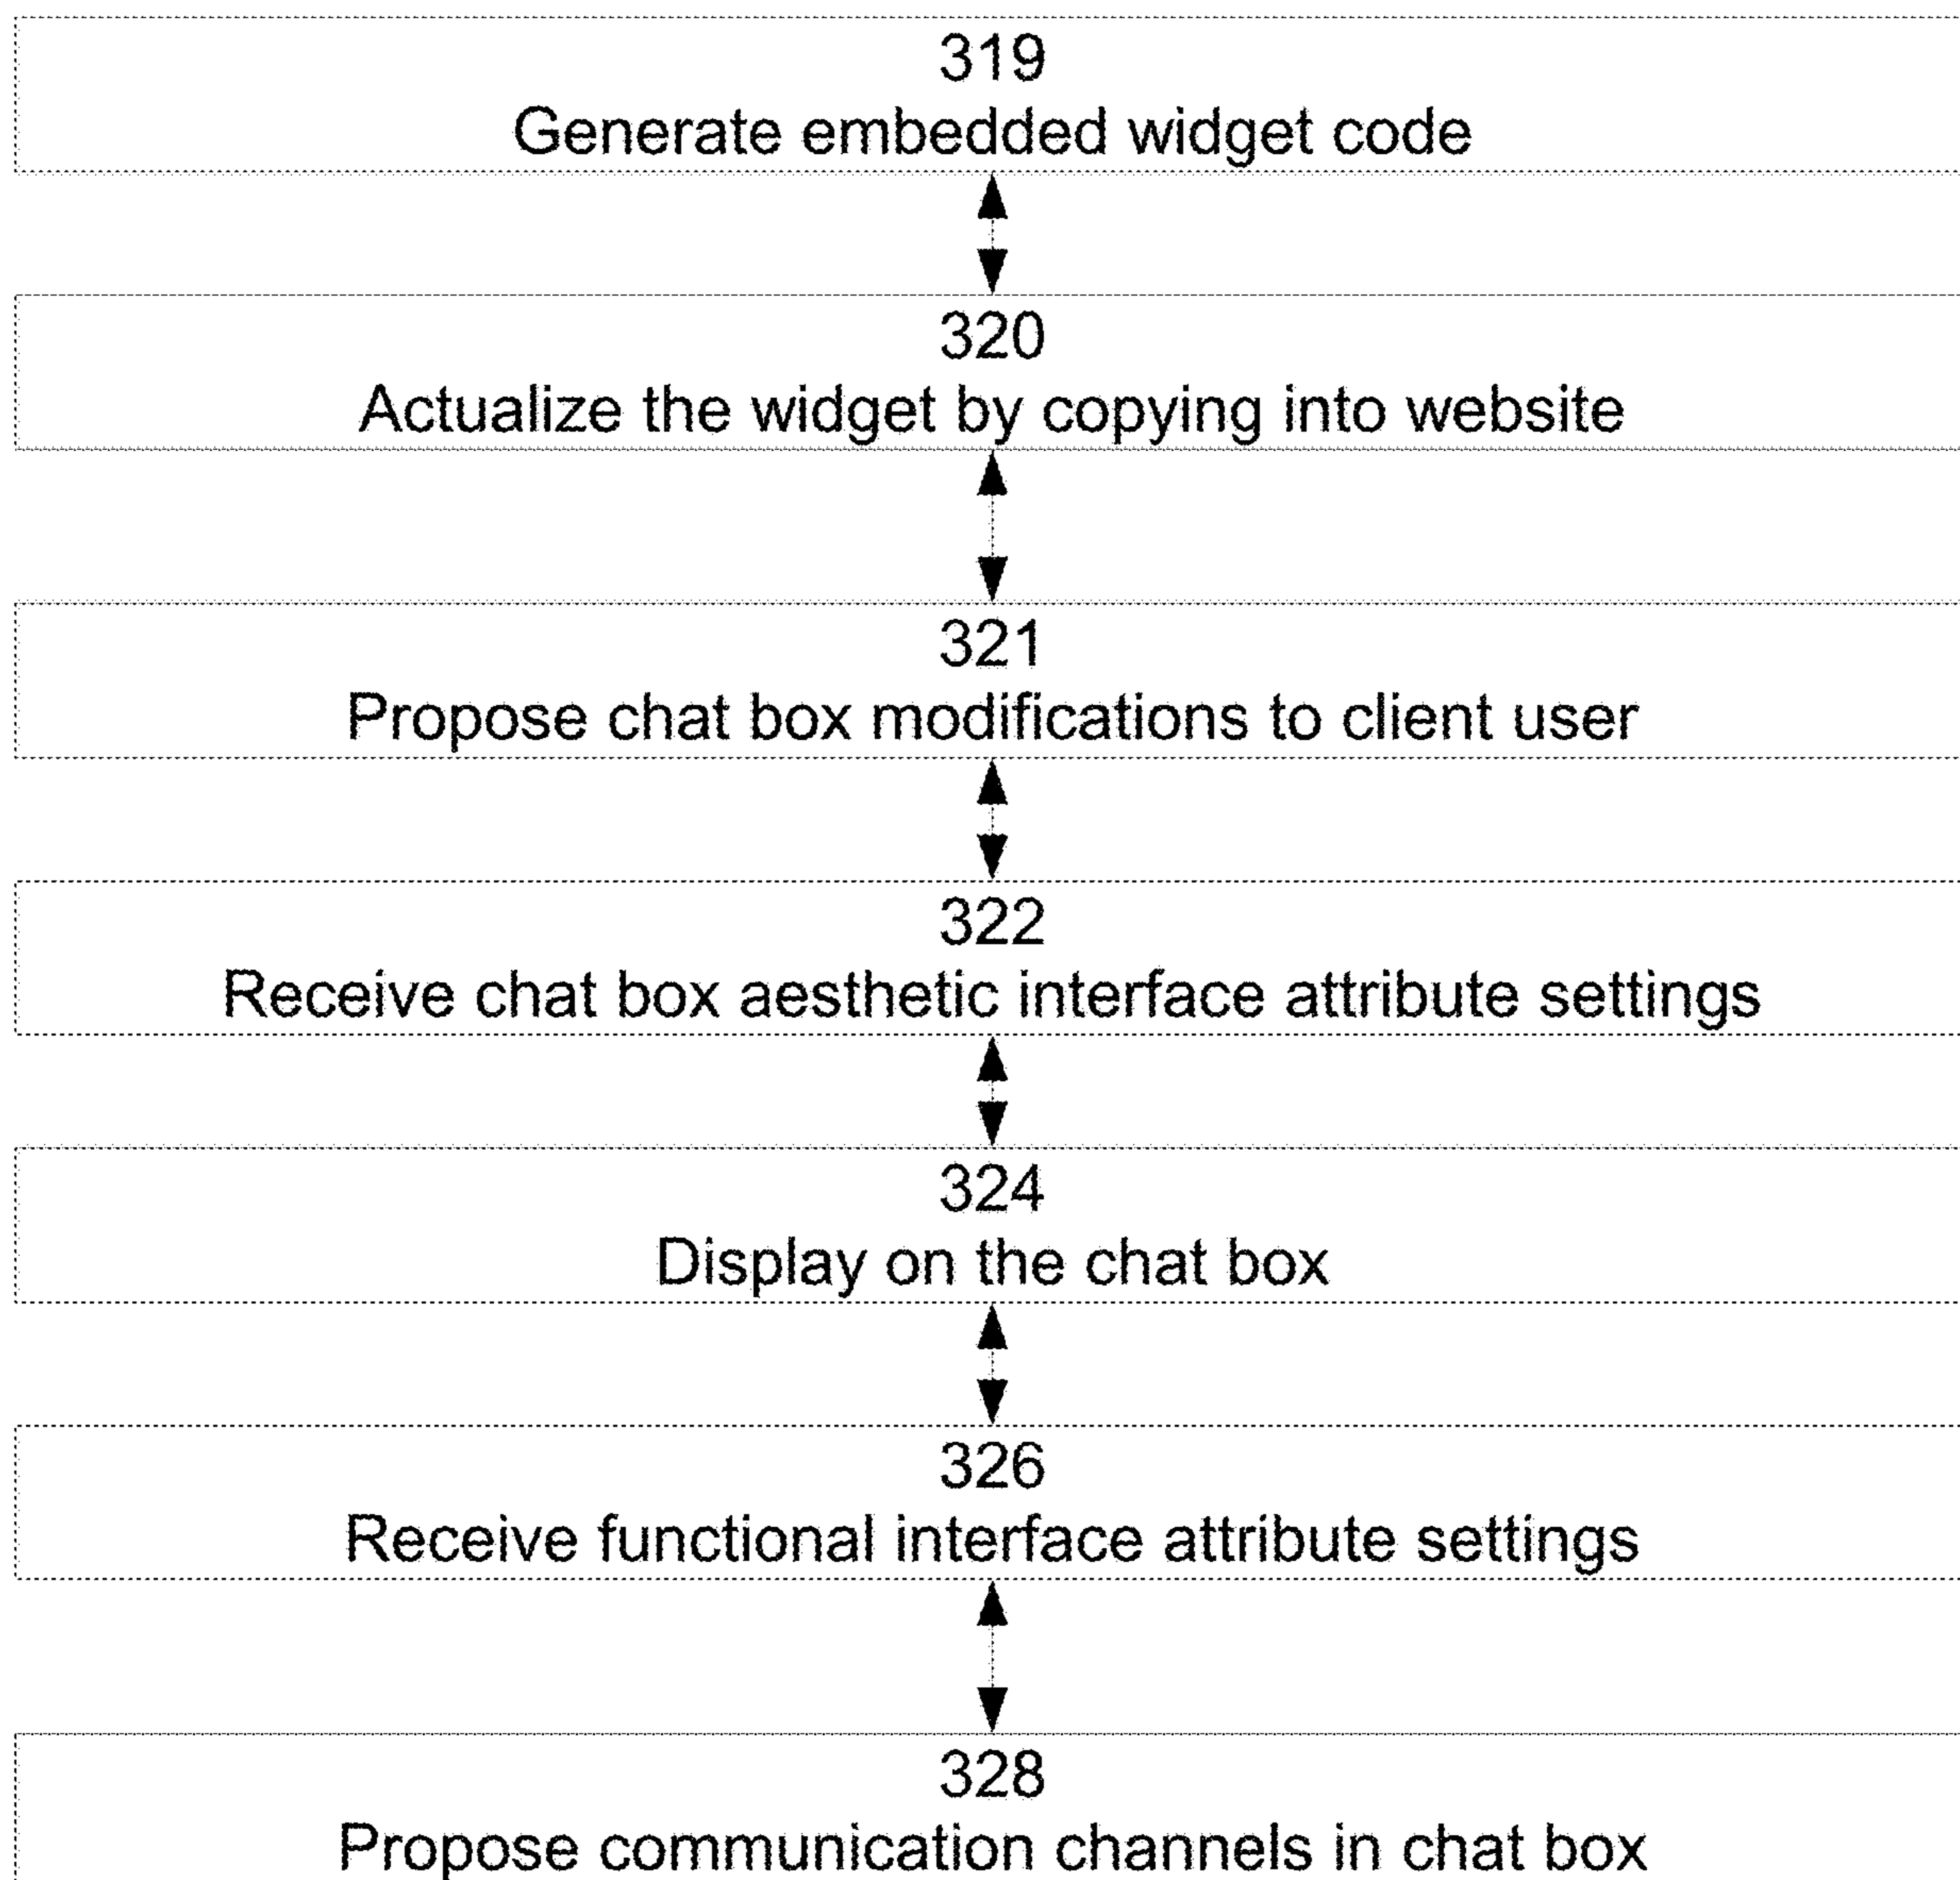 319
Generate embedded widget code
320
Actualize the widget by copying into website
321
Propose chat box modifications to client user
322
Receive chat box aesthetic interface attribute settings
324
Display on the chat box
326
Receive functional interface attribute settings
328
Propose communication channels in chat box